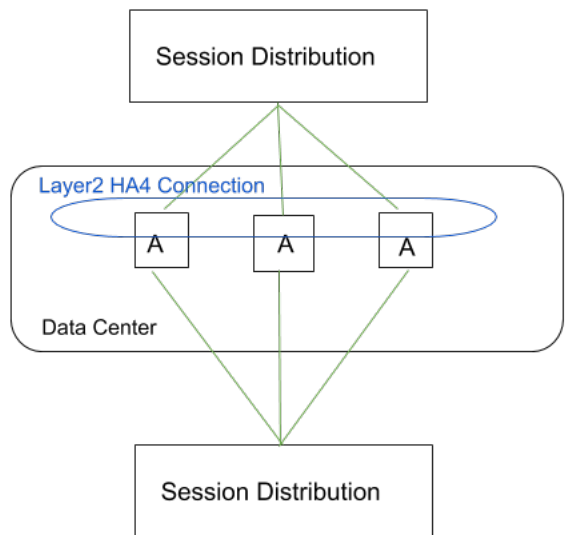 Session Distribution
Layer2 HA4 Connection
A A A
Data Center
Session Distribution